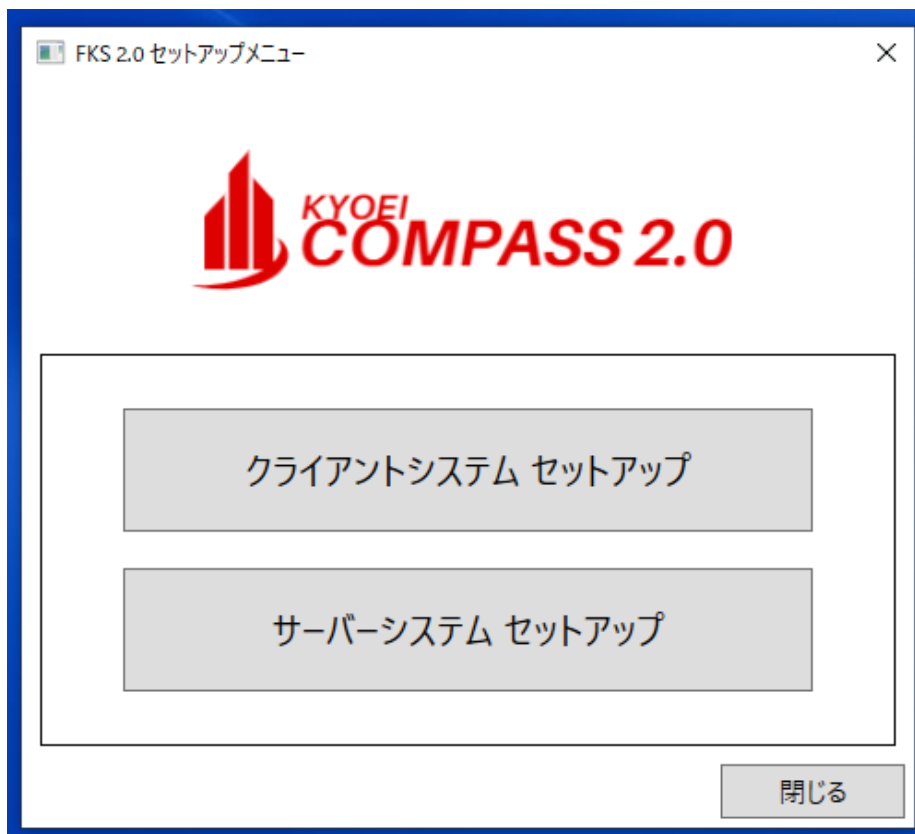 FKS 2.0 セットアップメニュー
KYOEI
COMPASS 2.0
クライアントシステム セットアップ
サーバーシステム セットアップ
閉じる